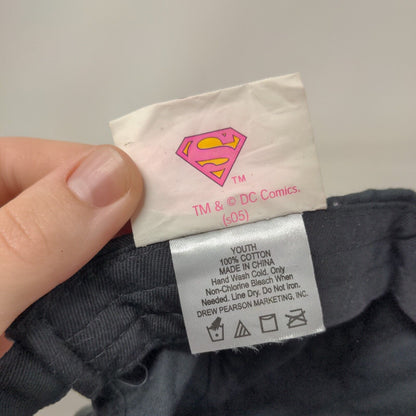 S
TM
TM & © DC Comics.
(s05)
YOUTH
100% COTTON
MADE IN CHINA
Hand Wash Cold. Only
Non-Chlorine Bleach When
Needed. Line Dry. Do Not Iron.
DREW PEARSON MARKETING, INC.